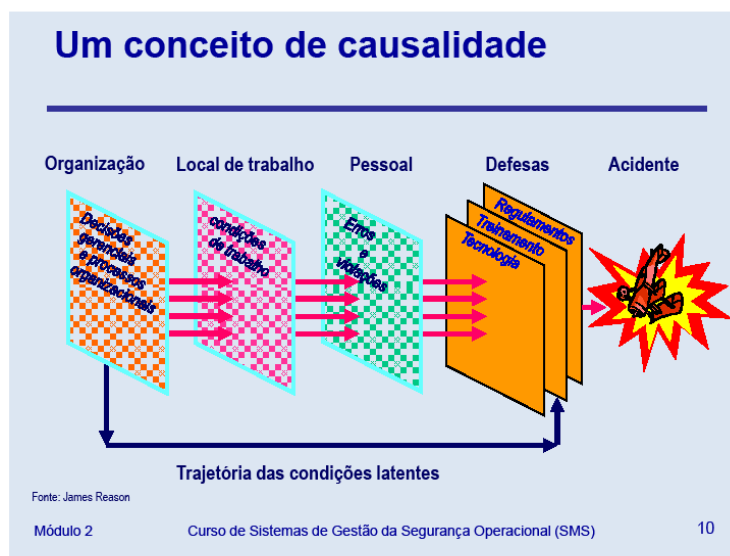 Um conceito de causalidade
Organização
Local de trabalho
Pessoal
Defesas
Acidente
Decisões
gerenciais
e processos
organizacionais
condições
de trabalho
Erros
e
violações
Regulamentos
Treinamento
Tecnologia
Trajetória das condições latentes
Fonte: James Reason
Módulo 2
Curso de Sistemas de Gestão da Segurança Operacional (SMS)
10